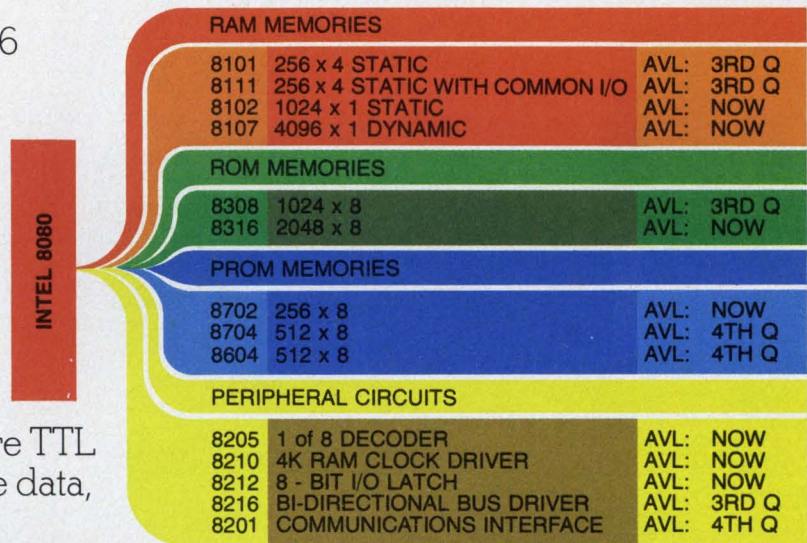 6
RAM MEMORIES
8101 256 x 4 STATIC AVL: 3RD Q
8111 256 x 4 STATIC WITH COMMON I/O AVL: 3RD Q
8102 1024 x 1 STATIC AVL: NOW
8107 4096 x 1 DYNAMIC AVL: NOW
ROM MEMORIES
8308 1024 x 8 AVL: 3RD Q
8316 2048 x 8 AVL: NOW
INTEL 8080
PROM MEMORIES
8702 256 x 8 AVL: NOW
8704 512 x 8 AVL: 4TH Q
8604 512 x 8 AVL: 4TH Q
PERIPHERAL CIRCUITS
re TTL
e data,
8205 1 of 8 DECODER AVL: NOW
8210 4K RAM CLOCK DRIVER AVL: NOW
8212 8 - BIT I/O LATCH AVL: NOW
8216 BI-DIRECTIONAL BUS DRIVER AVL: 3RD Q
8201 COMMUNICATIONS INTERFACE AVL: 4TH Q